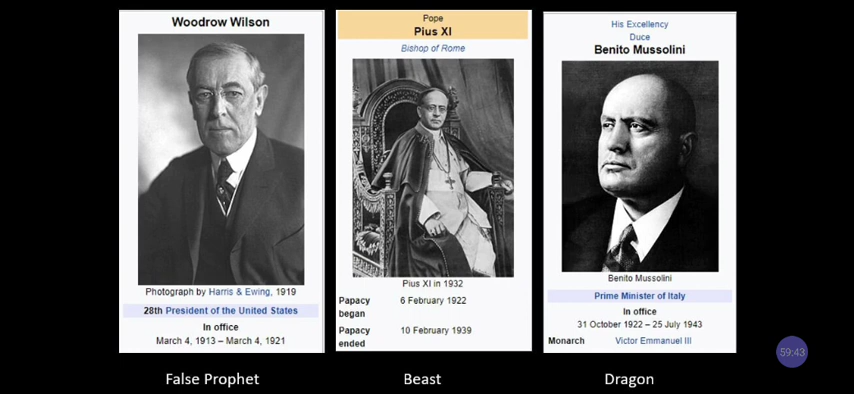 Woodrow Wilson
Photograph by Harris & Ewing, 1919
28th President of the United States
In office
March 4, 1913 – March 4, 1921
False Prophet
Pope
Pius XI
Bishop of Rome
Pius XI in 1932
Papacy began 6 February 1922
Papacy ended 10 February 1939
Beast
His Excellency
Duce
Benito Mussolini
Benito Mussolini
Prime Minister of Italy
In office
31 October 1922 – 25 July 1943
Monarch Victor Emmanuel III
Dragon
59:43